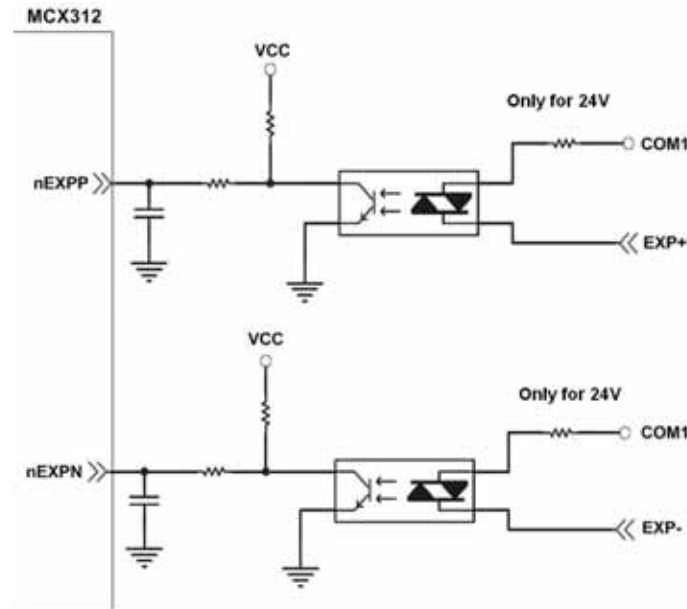 MCX312
VCC
Only for 24V
COM1
nEXPP
EXP+
VCC
Only for 24V
COM1
nEXPN
EXP-